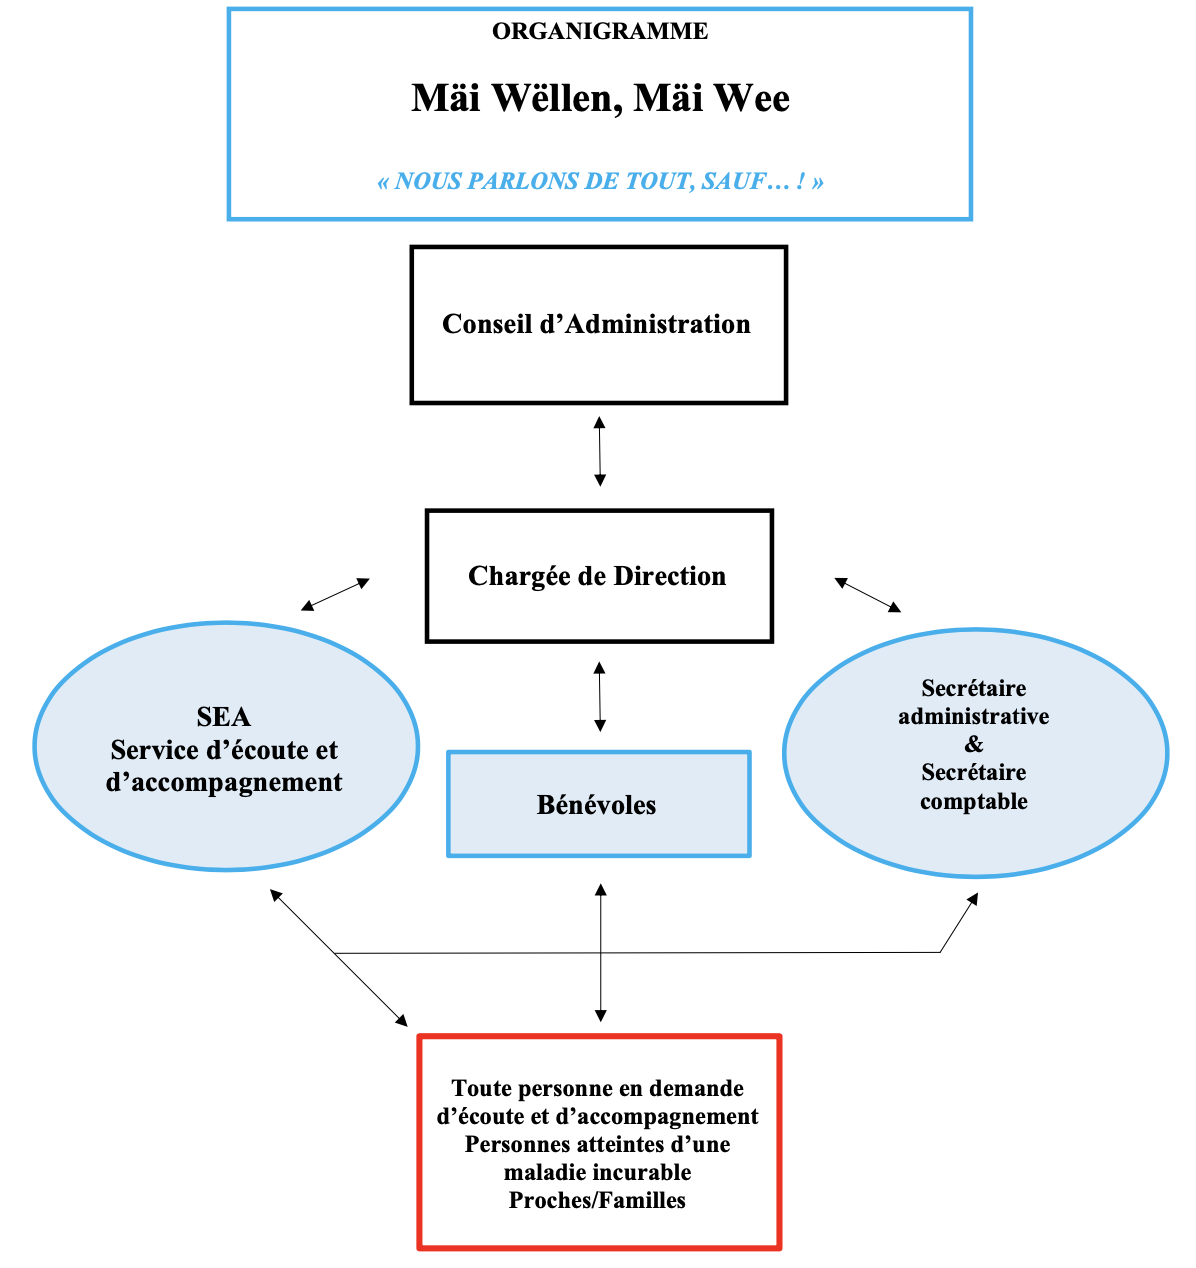 ORGANIGRAMME
Mäi Wëllen, Mäi Wee
« NOUS PARLONS DE TOUT, SAUF… ! »
Conseil d’Administration
Chargée de Direction
SEA
Service d’écoute et
d’accompagnement
Bénévoles
Secrétaire
administrative
&
Secrétaire
comptable
Toute personne en demande
d’écoute et d’accompagnement
Personnes atteintes d’une
maladie incurable
Proches/Familles